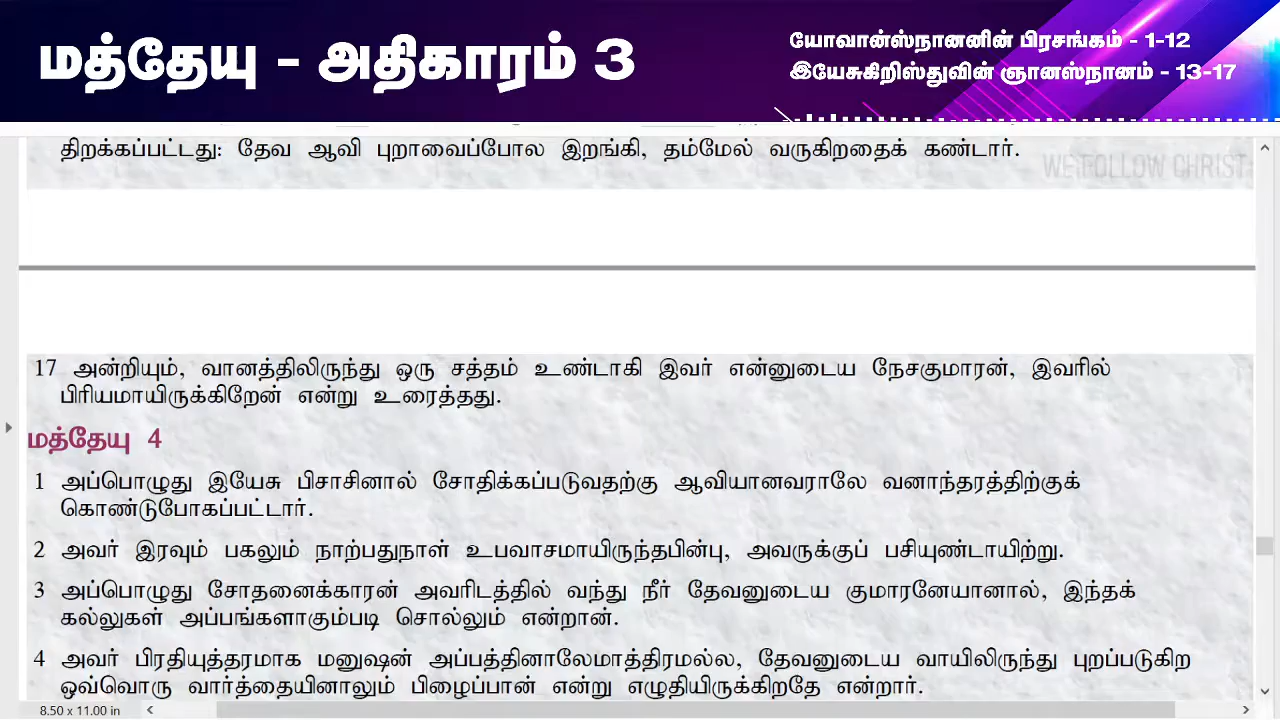 மத்தேயு - அதிகாரம் 3
யோவான்ஸ்நானனின் பிரசங்கம் - 1-12
இயேசுகிறிஸ்துவின் ஞானஸ்நானம் - 13-17
திறக்கப்பட்டது: தேவ ஆவி புறாவைப்போல இறங்கி, தம்மேல் வருகிறதைக் கண்டார்.
WE FOLLOW CHRIST
17 அன்றியும், வானத்திலிருந்து ஒரு சத்தம் உண்டாகி இவர் என்னுடைய நேசகுமாரன், இவரில்
பிரியமாயிருக்கிறேன் என்று உரைத்தது.
மத்தேயு 4
1 அப்பொழுது இயேசு பிசாசினால் சோதிக்கப்படுவதற்கு ஆவியானவராலே வனாந்தரத்திற்குக்
கொண்டுபோகப்பட்டார்.
2 அவர் இரவும் பகலும் நாற்பதுநாள் உபவாசமாயிருந்தபின்பு, அவருக்குப் பசியுண்டாயிற்று.
3 அப்பொழுது சோதனைக்காரன் அவரிடத்தில் வந்து நீர் தேவனுடைய குமாரனேயானால், இந்தக்
கல்லுகள் அப்பங்களாகும்படி சொல்லும் என்றான்.
4 அவர் பிரதியுத்தரமாக மனுஷன் அப்பத்தினாலேமாத்திரமல்ல, தேவனுடைய வாயிலிருந்து புறப்படுகிற
ஒவ்வொரு வார்த்தையினாலும் பிழைப்பான் என்று எழுதியிருக்கிறதே என்றார்.
8.50 x 11.00 in